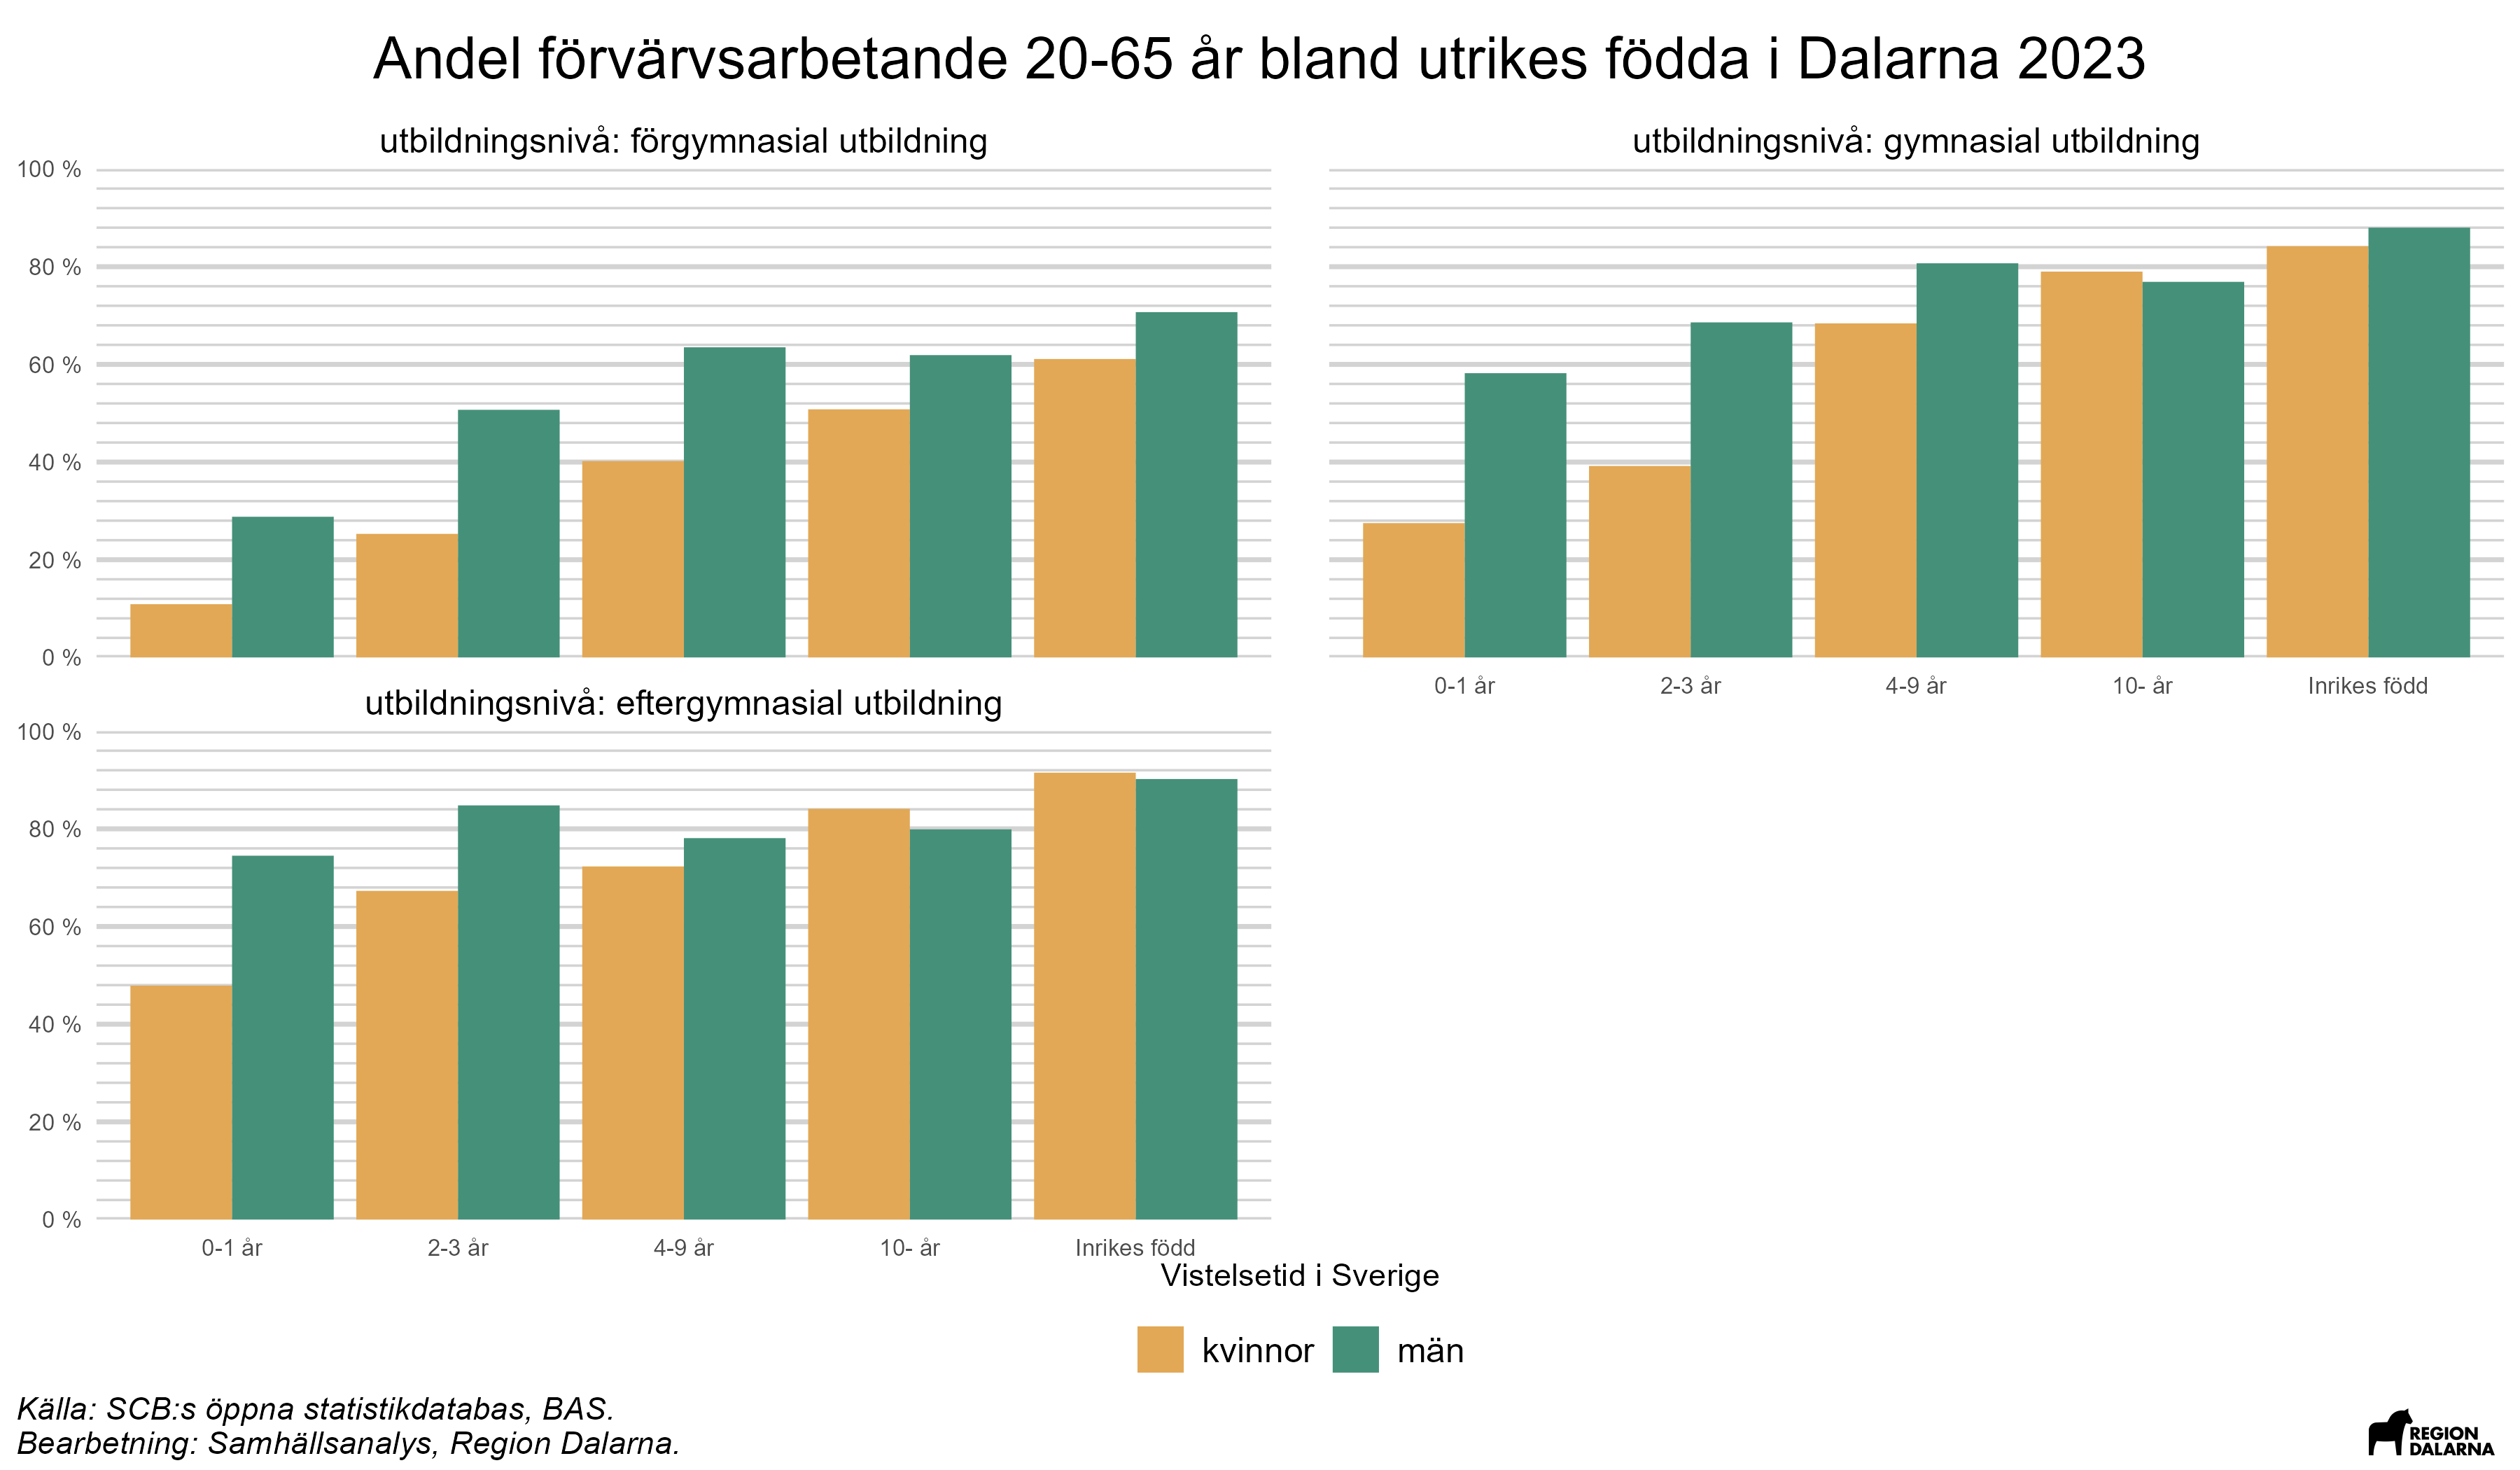 Andel förvärvsarbetande 20-65 år bland utrikes födda i Dalarna 2023
utbildningsnivå: förgymnasial utbildning
100 %
80 %
60 %
40 %
20 %
0 %
utbildningsnivå: gymnasial utbildning
0-1 år
2-3 år
4-9 år
10- år
Inrikes född
utbildningsnivå: eftergymnasial utbildning
100 %
80 %
60 %
40 %
20 %
0 %
0-1 år
2-3 år
4-9 år
10- år
Inrikes född
Vistelsetid i Sverige
kvinnor
män
Källa: SCB:s öppna statistikdatabas, BAS.
Bearbetning: Samhällsanalys, Region Dalarna.
REGION
DALARNA